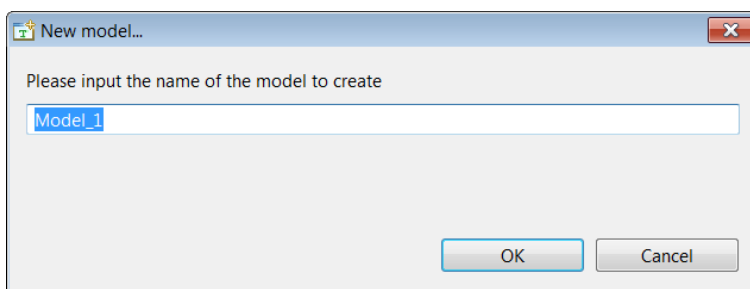 New model...
Please input the name of the model to create
Model_1
OK
Cancel